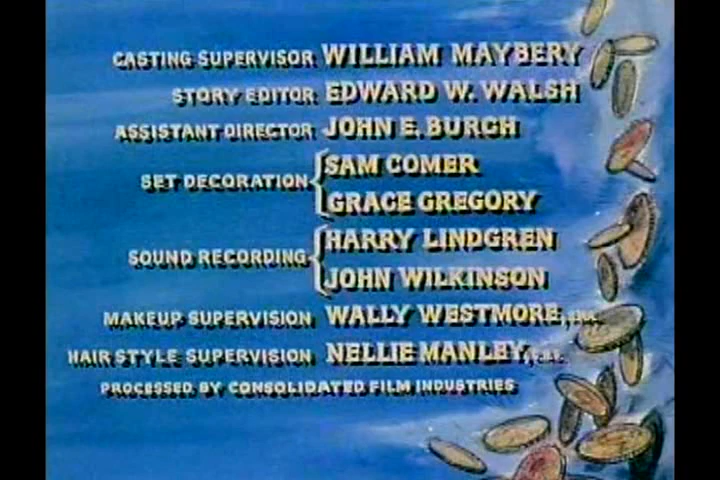 CASTING SUPERVISOR WILLIAM MAYBERY
STORY EDITOR EDWARD W. WALSH
ASSISTANT DIRECTOR JOHN E. BURCH
SET DECORATION SAM COMER
GRACE GREGORY
SOUND RECORDING HARRY LINDGREN
JOHN WILKINSON
MAKEUP SUPERVISION WALLY WESTMORE,
HAIR STYLE SUPERVISION NELLIE MANLEY,
PROCESSED BY CONSOLIDATED FILM INDUSTRIES